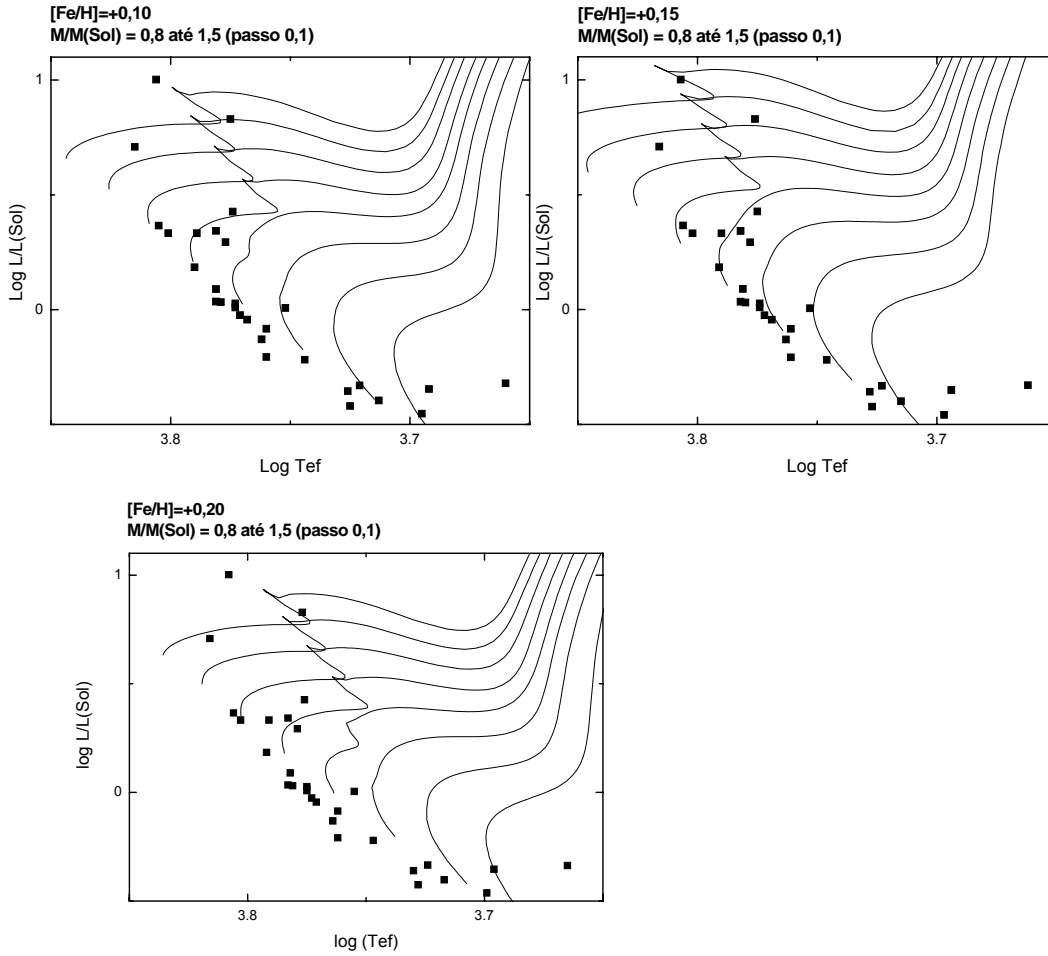 [Fe/H]=+0,10
M/M(Sol) = 0,8 até 1,5 (passo 0,1)
1
0
Log L/L(Sol)
3.8
3.7
Log Tef
[Fe/H]=+0,15
M/M(Sol) = 0,8 até 1,5 (passo 0,1)
1
0
Log L/L(Sol)
3.8
3.7
Log Tef
[Fe/H]=+0,20
M/M(Sol) = 0,8 até 1,5 (passo 0,1)
1
0
log L/L(Sol)
3.8
3.7
log (Tef)